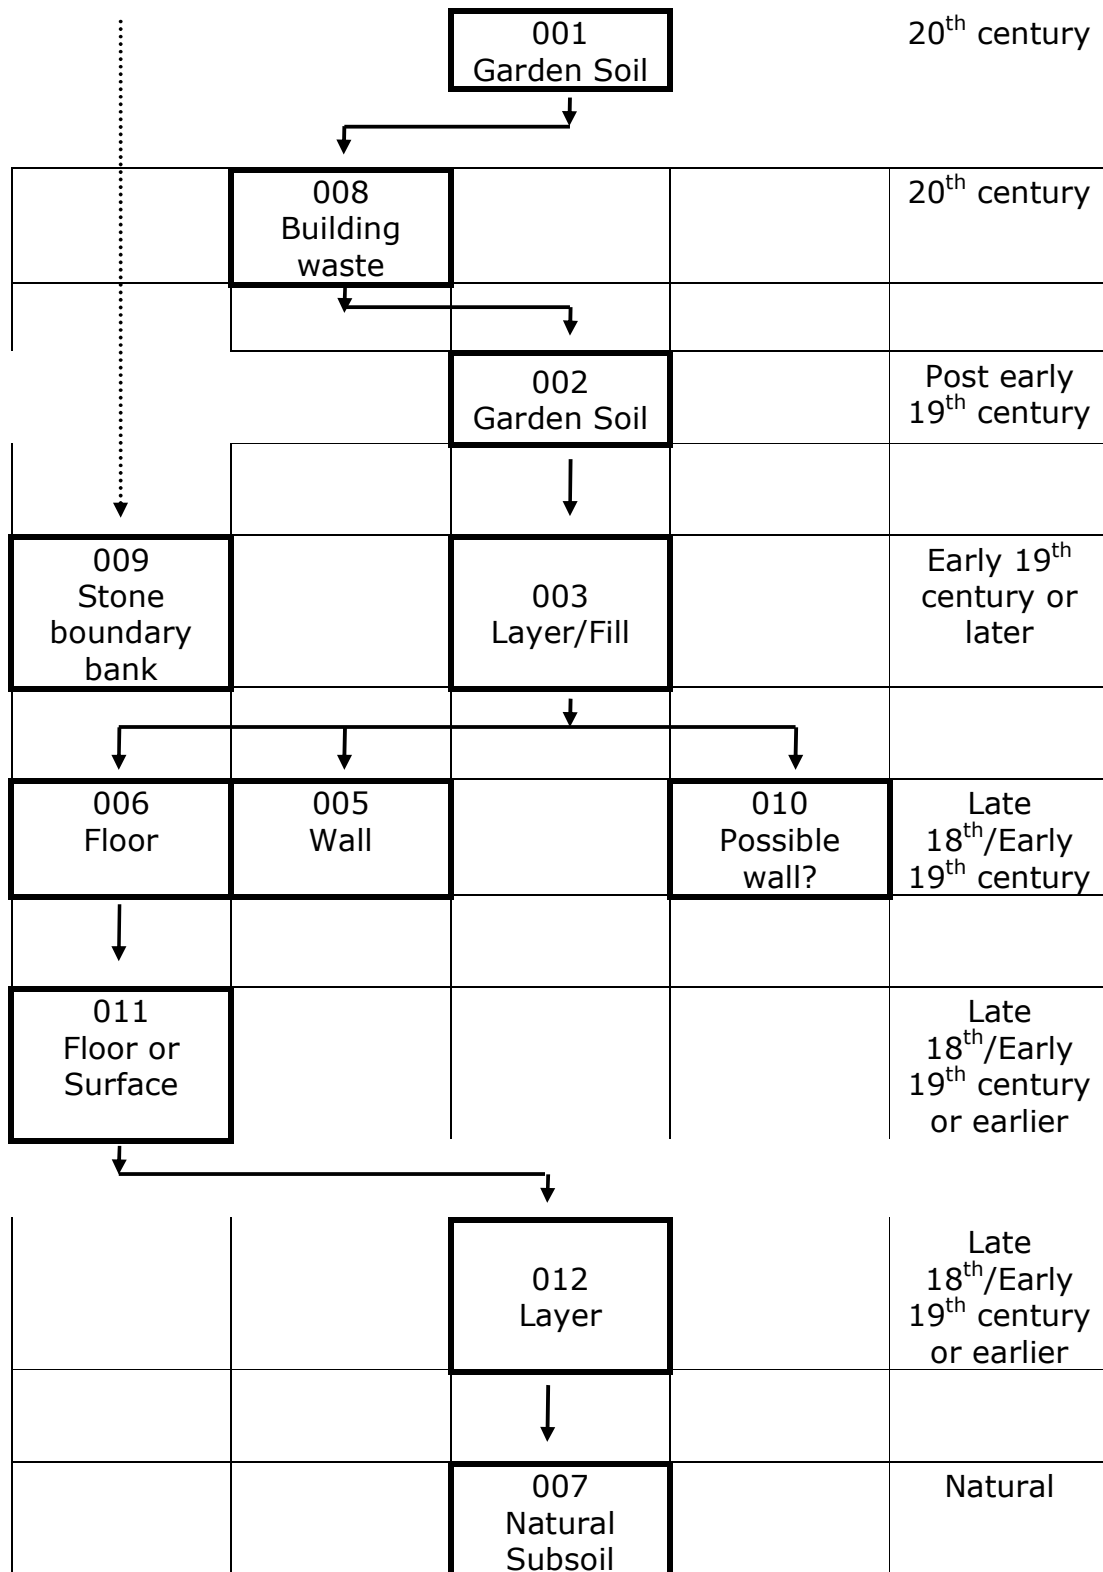 001
Garden Soil
20th century
008
Building
waste
20th century
002
Garden Soil
Post early
19th century
009
Stone
boundary
bank
003
Layer/Fill
Early 19th
century or
later
006
Floor
005
Wall
010
Possible
wall?
Late
18th/Early
19th century
011
Floor or
Surface
Late
18th/Early
19th century
or earlier
012
Layer
Late
18th/Early
19th century
or earlier
007
Natural
Subsoil
Natural